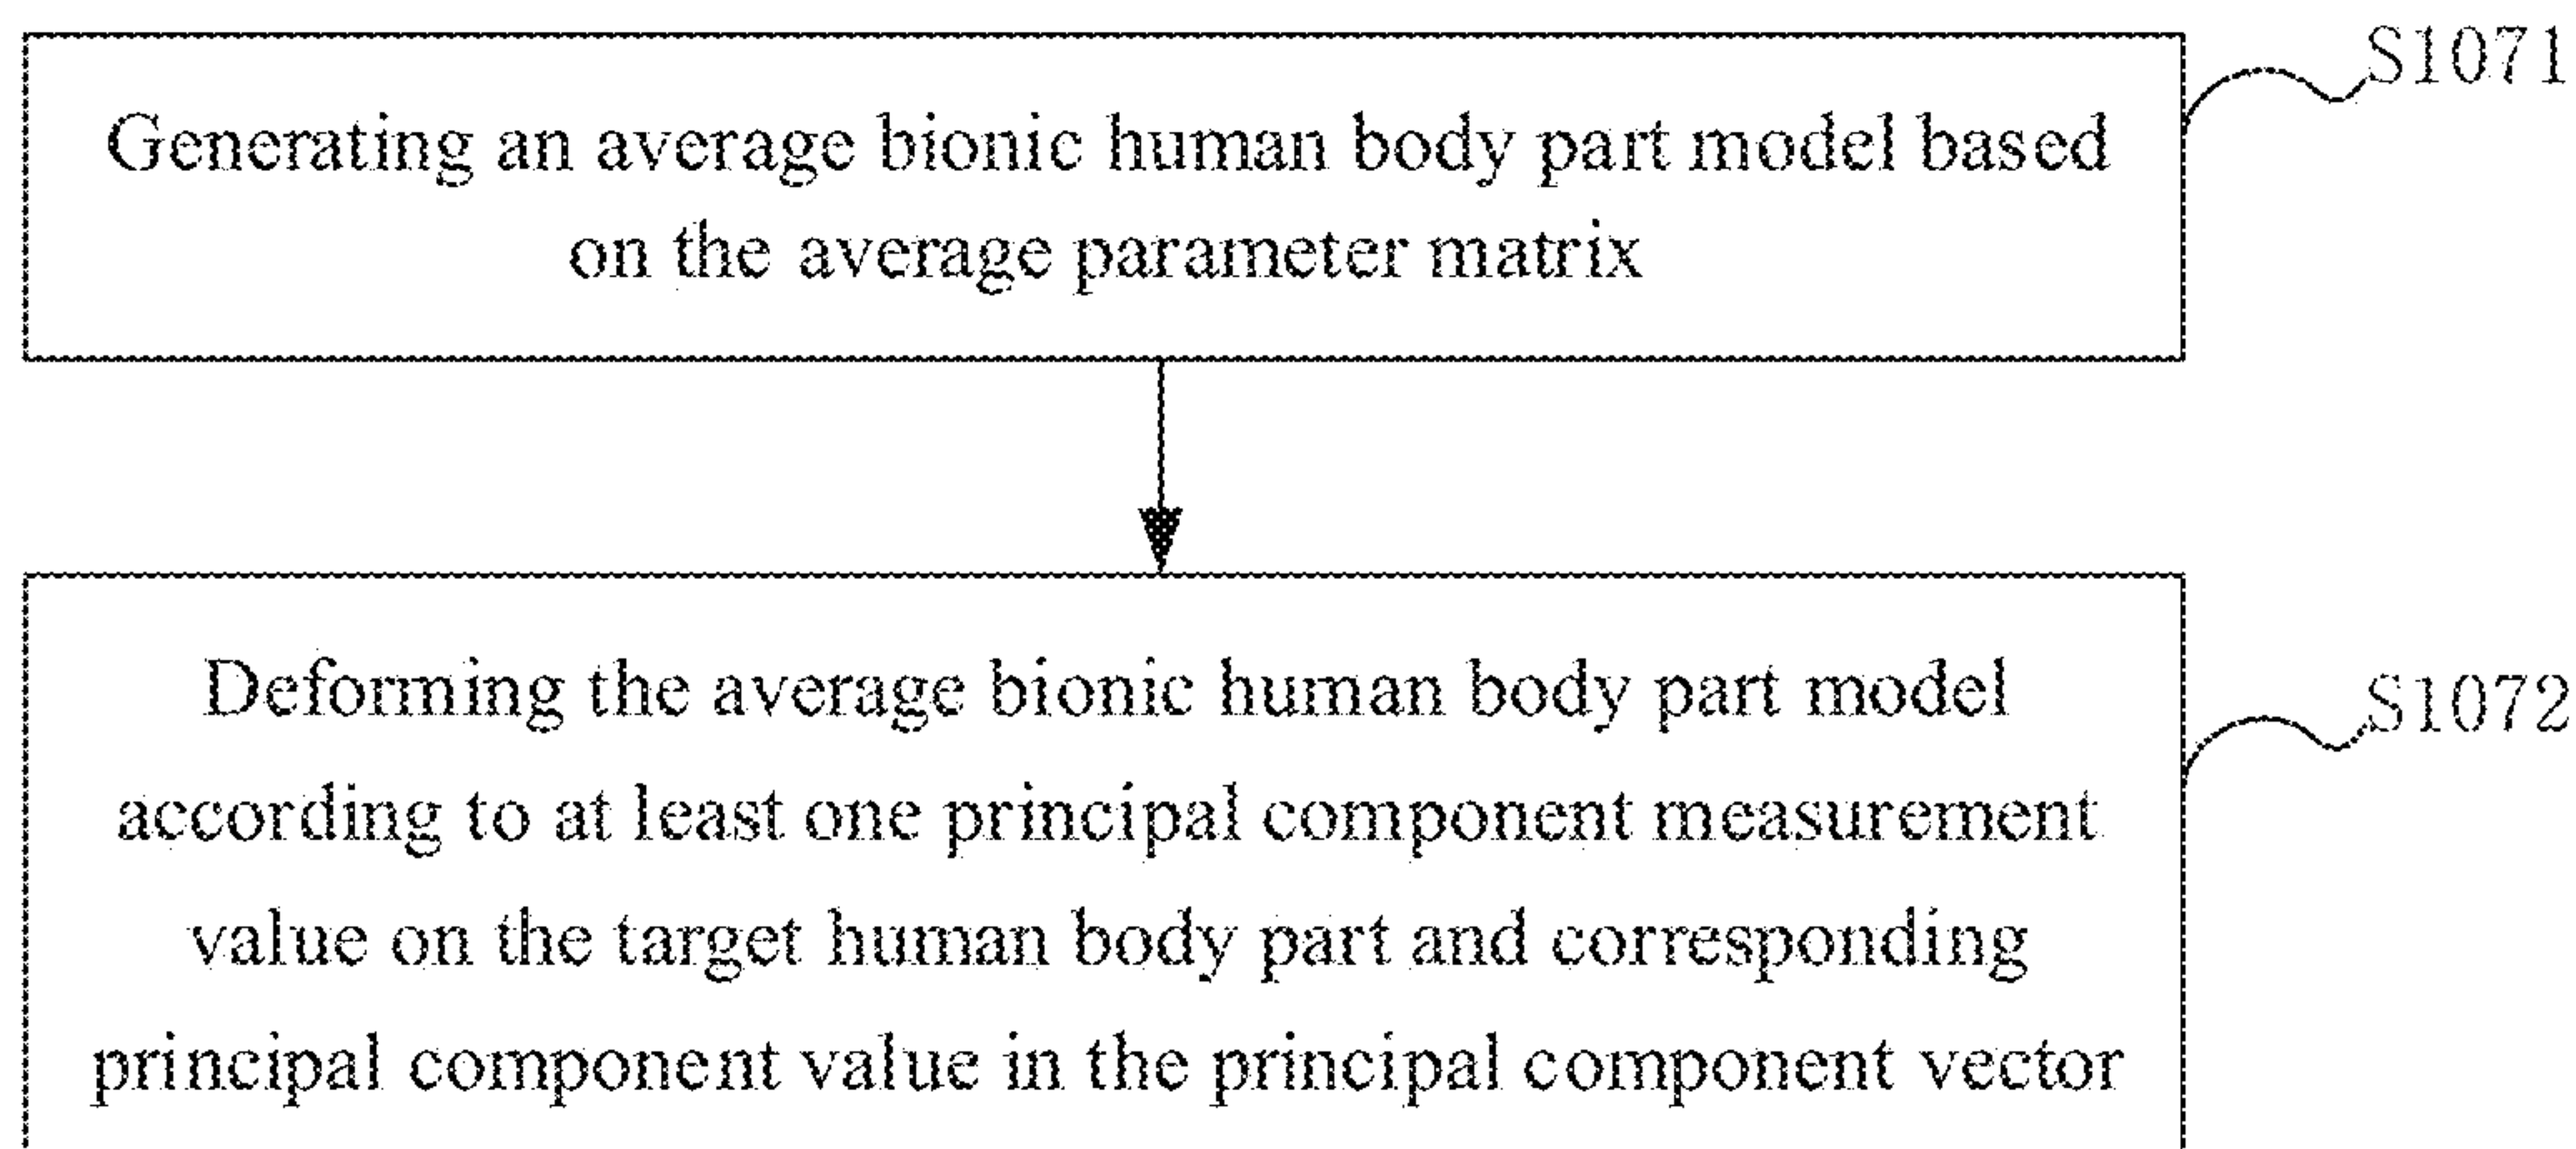 S1071
Generating an average bionic human body part model based
on the average parameter matrix
Deforming the average bionic human body part model
S1072
according to at least one principal component measurement
value on the target human body part and corresponding
principal component value in the principal component vector